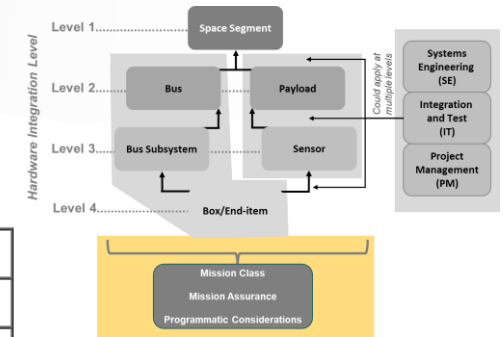 Hardware Integration Level
Level 1
Space Segment
Level 2
Bus
Payload
Level 3
Bus Subsystem
Sensor
Level 4
Box/End-item
Could apply at
multiple levels
Systems
Engineering
(SE)
Integration
and Test
(IT)
Project
Management
(PM)
Mission Class
Mission Assurance
Programmatic Considerations